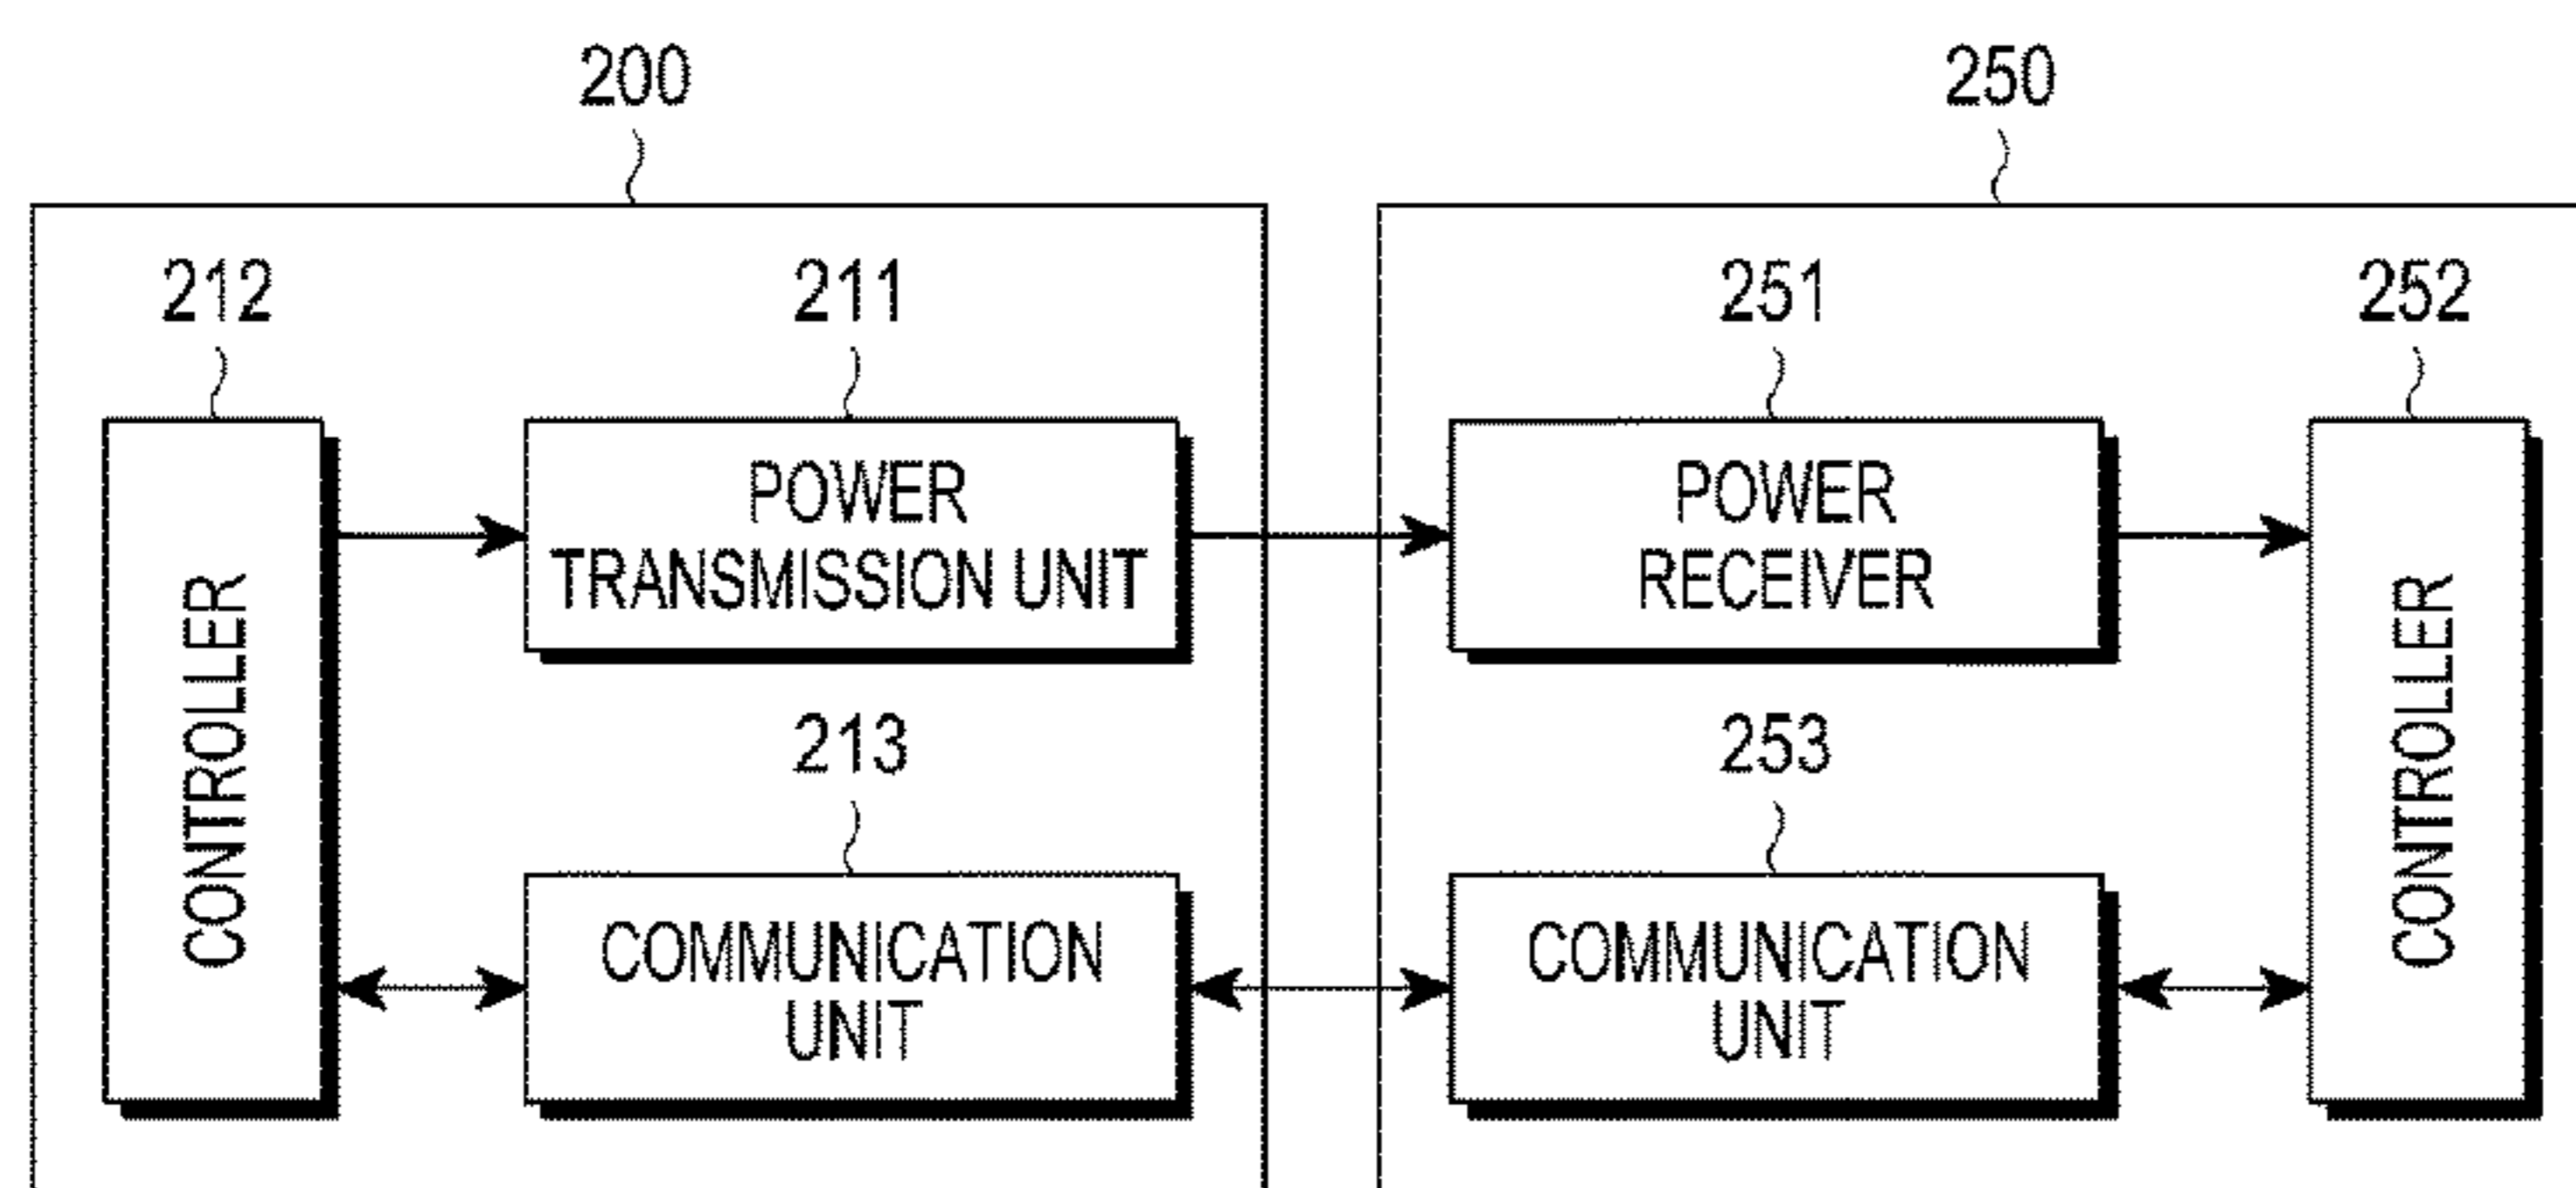 200
250
212
211
251
252
CONTROLLER
POWER
TRANSMISSION UNIT
POWER
RECEIVER
CONTROLLER
213
253
COMMUNICATION
UNIT
COMMUNICATION
UNIT